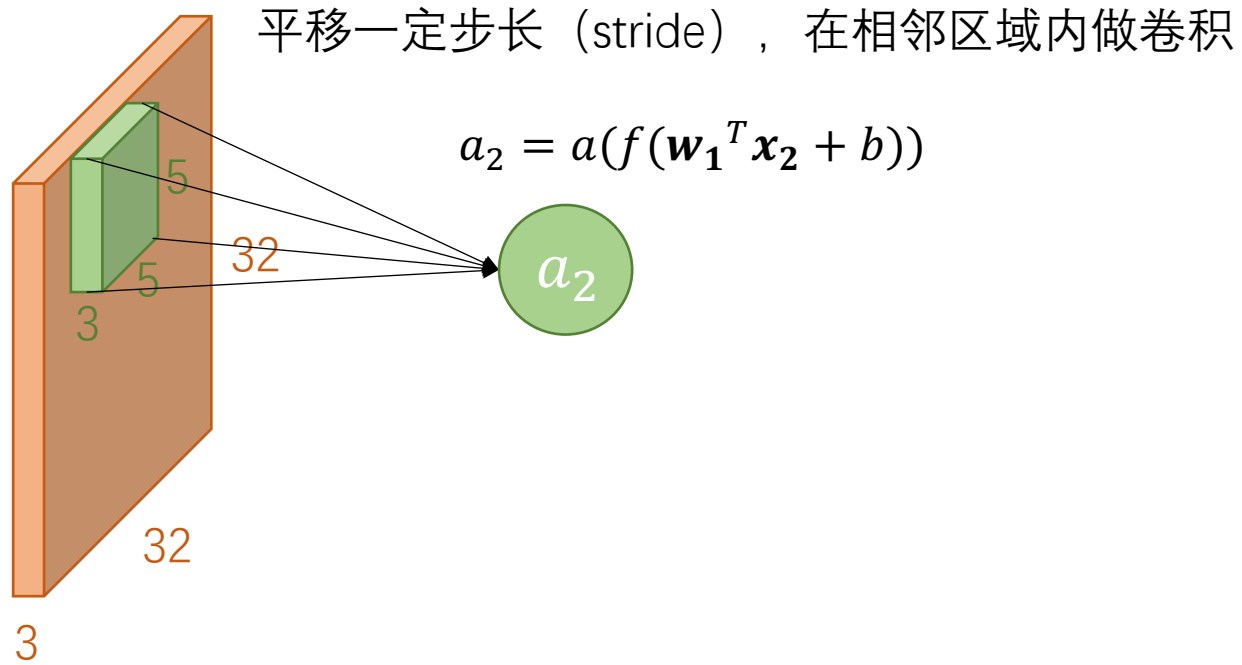 平移一定步长（stride），在相邻区域内做卷积
a₂ = a(f(w₁ᵀx₂ + b))
5
32
a₂
5
3
32
3